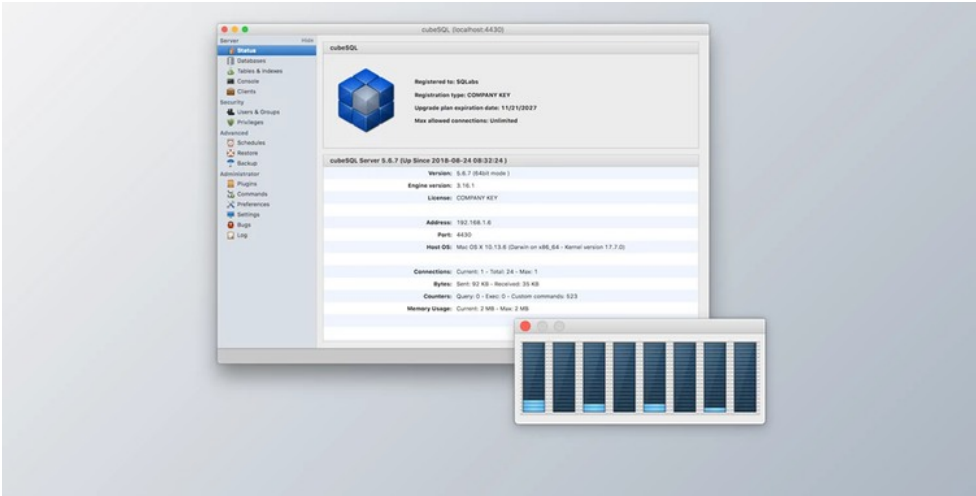 cubeSQL (localhost:4430)
Server Hide
Status
Databases
Tables & Indexes
Console
Clients
Security
Users & Groups
Privileges
Advanced
Schedules
Restore
Backup
Administrator
Plugins
Commands
Preferences
Settings
Bugs
Log
cubeSQL
Registered to: SQLabs
Registration type: COMPANY KEY
Upgrade plan expiration date: 11/21/2027
Max allowed connections: Unlimited
cubeSQL Server 5.6.7 (Up Since 2018-08-24 08:32:24 )
Version: 5.6.7 (64bit mode )
Engine version: 3.16.1
License: COMPANY KEY
Address: 192.168.1.6
Port: 4430
Host OS: Mac OS X 10.13.6 (Darwin on x86_64 - Kernel version 17.7.0)
Connections: Current: 1 - Total: 24 - Max: 1
Bytes: Sent: 92 KB - Received: 35 KB
Counters: Query: 0 - Exec: 0 - Custom commands: 523
Memory Usage: Current: 2 MB - Max: 2 MB